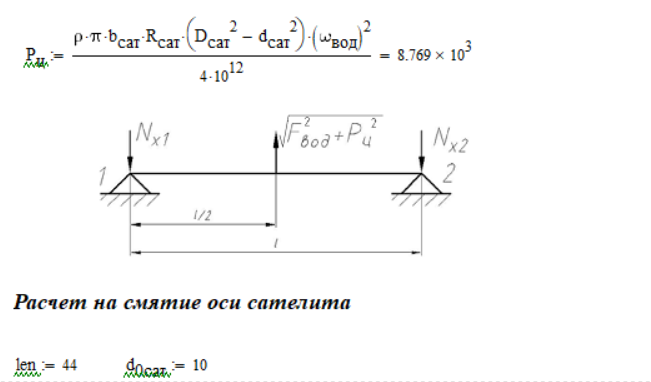 Pц := (ρ·π·bсат·Rсат·(Dсат² − dсат²)·(ωвод)²) / (4·10¹²) = 8.769 × 10³
Nx1 √(F²вод+Pц²) Nx2
1 2
l/2
l
Расчет на смятие оси сателита
len := 44 d0сат := 10